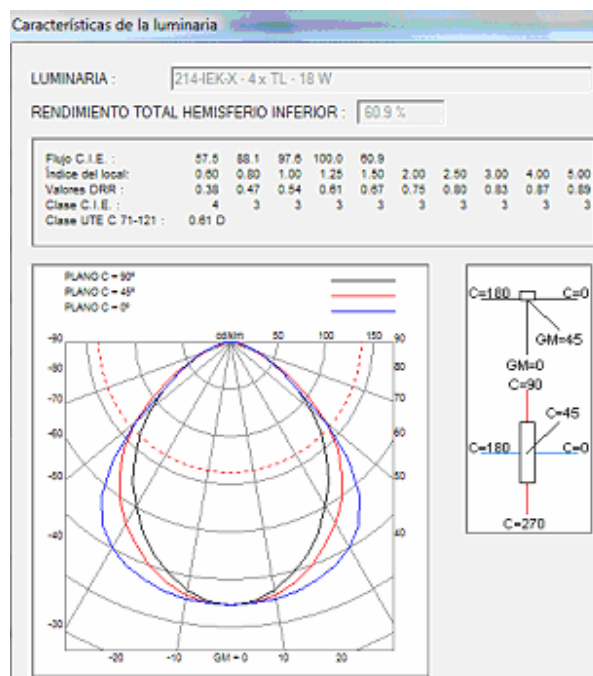 Características de la luminaria
LUMINARIA : 214-IEK-X - 4 x TL - 18 W
RENDIMIENTO TOTAL HEMISFERIO INFERIOR : 60.9 %
Flujo C.I.E. : 57.5 88.1 97.6 100.0 60.9
Índice del local: 0.60 0.80 1.00 1.25 1.50 2.00 2.50 3.00 4.00 5.00
Valores DRR : 0.38 0.47 0.54 0.61 0.67 0.75 0.80 0.83 0.87 0.89
Clase C.I.E. : 4 3 3 3 3 3 3 3 3 3
Clase UTE C 71-121 : 0.61 D
PLANO C = 90º
PLANO C = 45º
PLANO C = 0º
-90 cd/klm 50 100 150 90
-80 80
-70 70
-60 60
-50 50
-40 40
-30
-20 -10 GM = 0 10 20
C=180 C=0
GM=45
GM=0
C=90
C=45
C=180 C=0
C=270